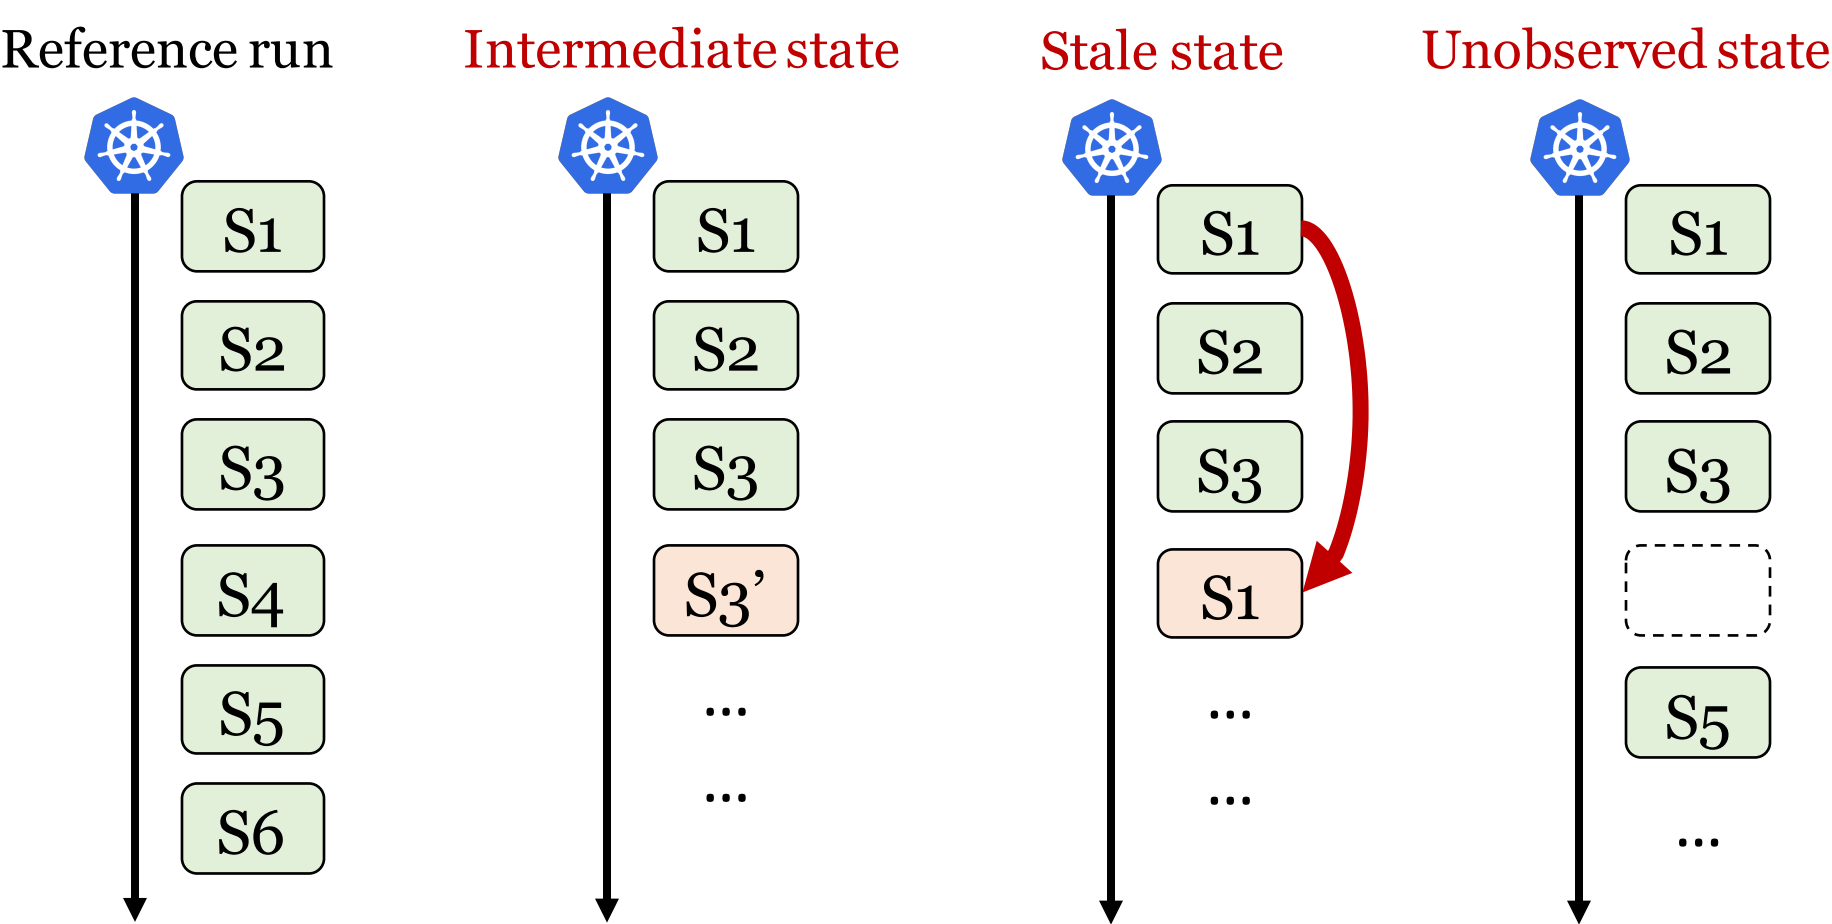 Reference run
S1
S2
S3
S4
S5
S6
Intermediate state
S1
S2
S3
S3’
...
...
Stale state
S1
S2
S3
S1
...
...
Unobserved state
S1
S2
S3
S5
...